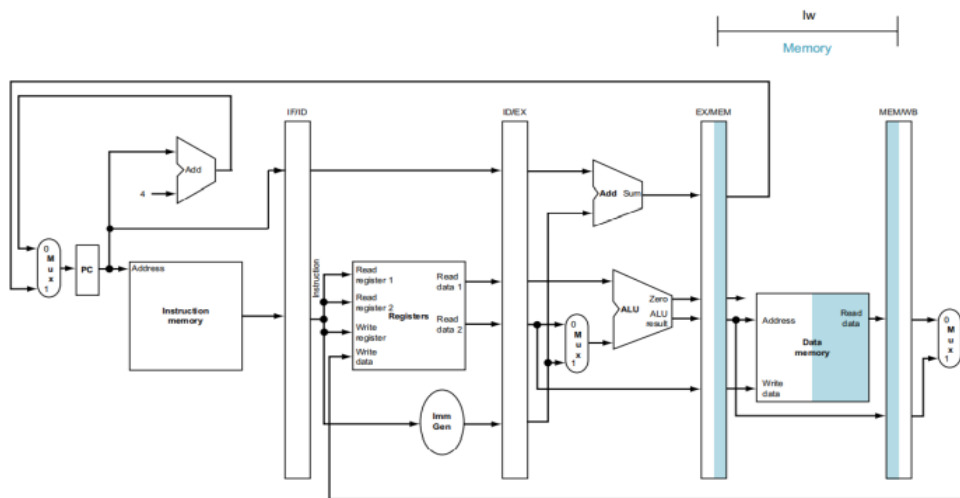 lw
Memory
IF/ID
ID/EX
EX/MEM
MEM/WB
Add
4
Add Sum
0
M
u
x
1
PC
Address
Instruction
memory
Instruction
Read
register 1
Read
register 2
Write
register
Write
data
Registers
Read
data 1
Read
data 2
Imm
Gen
0
M
u
x
1
Zero
ALU
ALU
result
Address
Data
memory
Write
data
Read
data
0
M
u
x
1